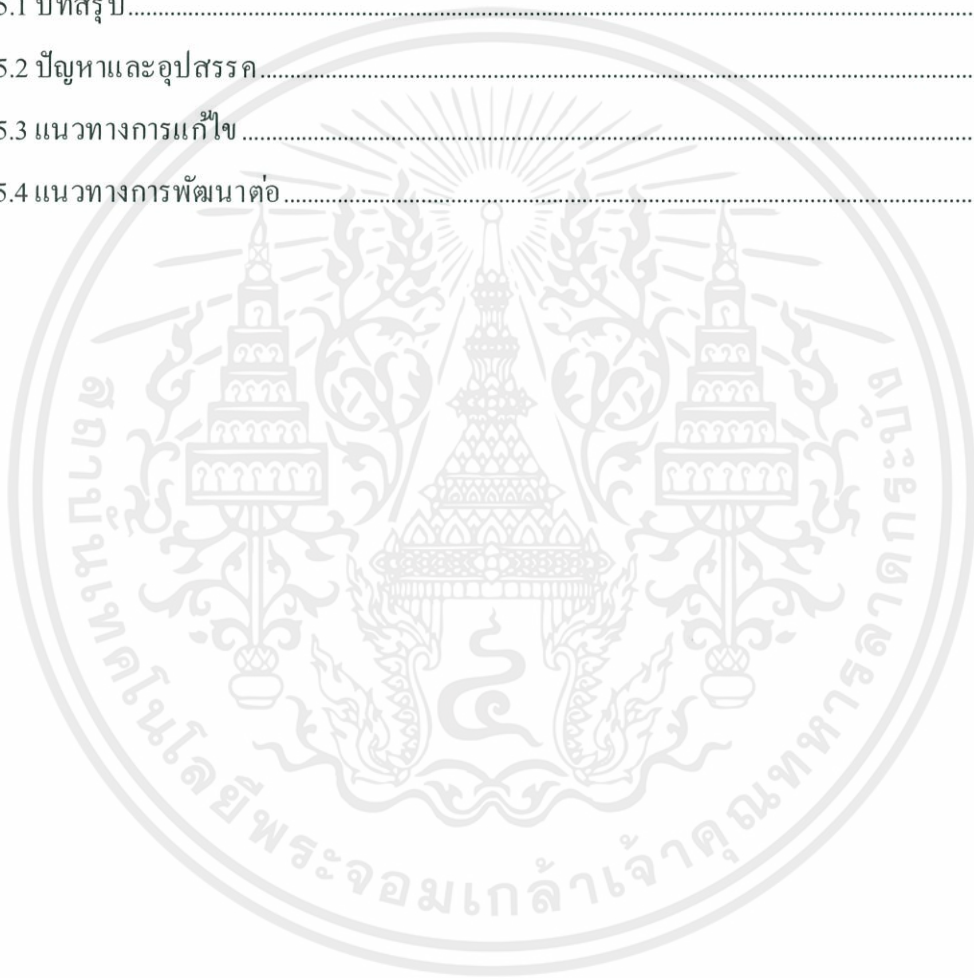 5.1 บทสรุป
5.2 ปัญหาและอุปสรรค
5.3 แนวทางการแก้ไข
5.4 แนวทางการพัฒนาต่อ
สถาบันเทคโนโลยีพระจอมเกล้าเจ้าคุณทหารลาดกระบัง
๔